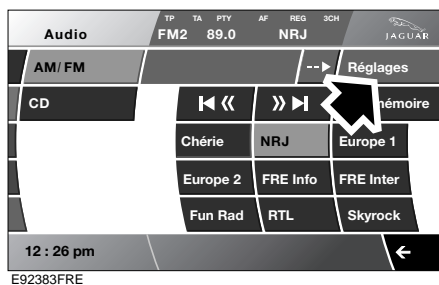 TP TA PTY AF REG 3CH
Audio FM2 89.0 NRJ JAGUAR
AM/FM --> Réglages
CD émoire
Chérie NRJ Europe 1
Europe 2 FRE Info FRE Inter
Fun Rad RTL Skyrock
12 : 26 pm
E92383FRE